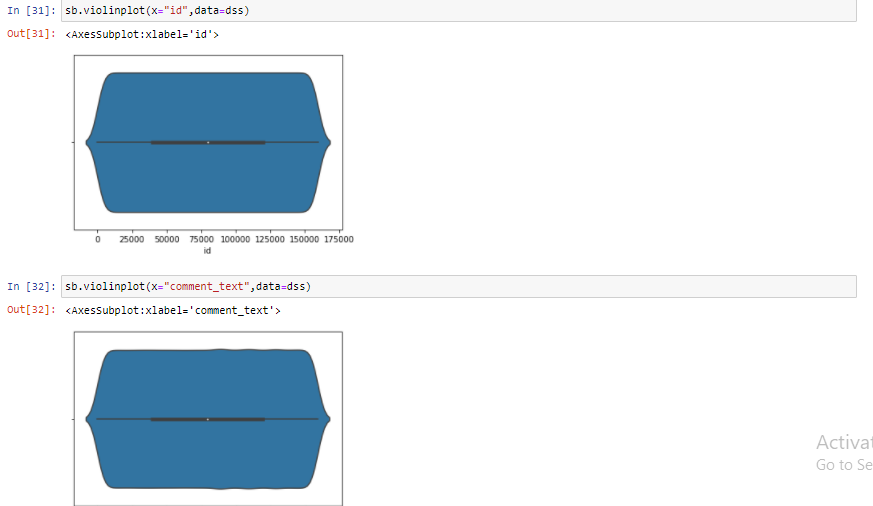 In [31]: sb.violinplot(x="id",data=dss)
Out[31]: <AxesSubplot:xlabel='id'>
0 25000 50000 75000 100000 125000 150000 175000
id
In [32]: sb.violinplot(x="comment_text",data=dss)
Out[32]: <AxesSubplot:xlabel='comment_text'>
Activat
Go to Se